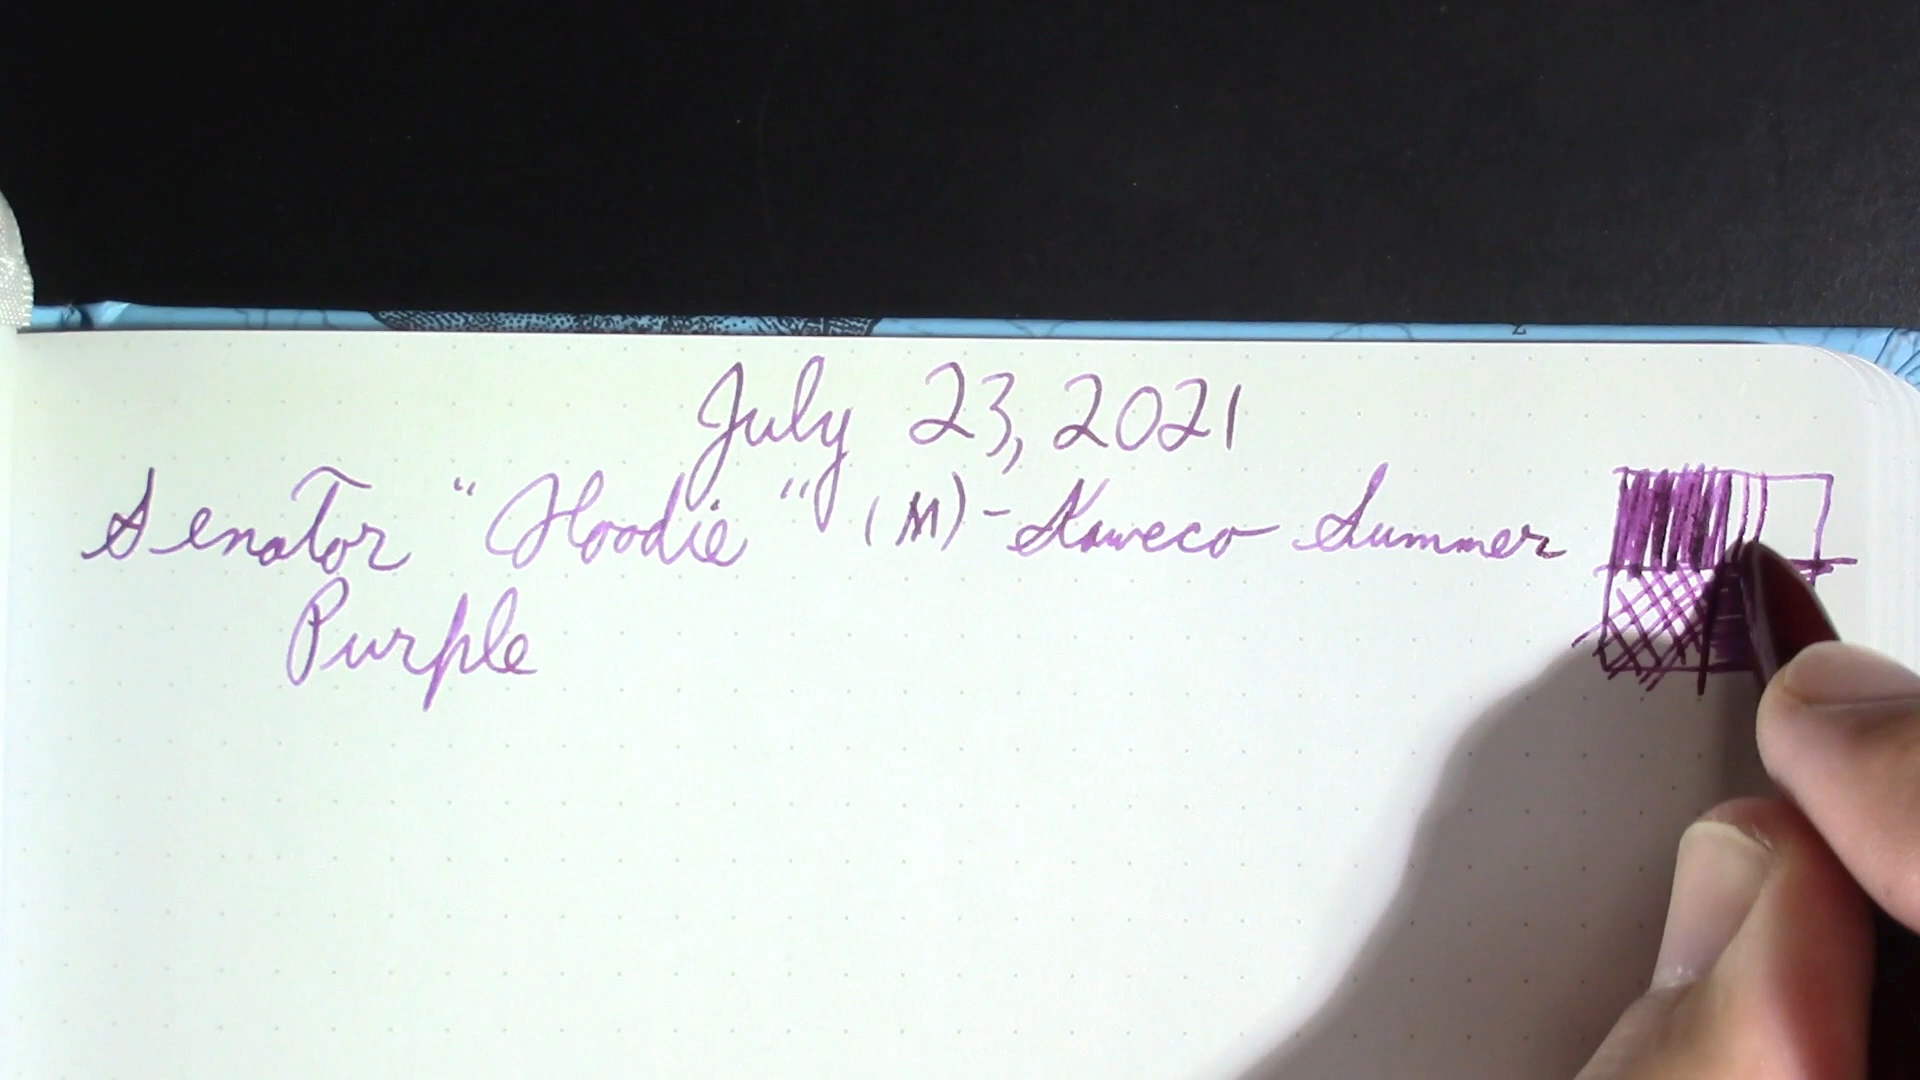 July 23, 2021
Senator "Hoodie" (M) - Kaweco Summer
Purple